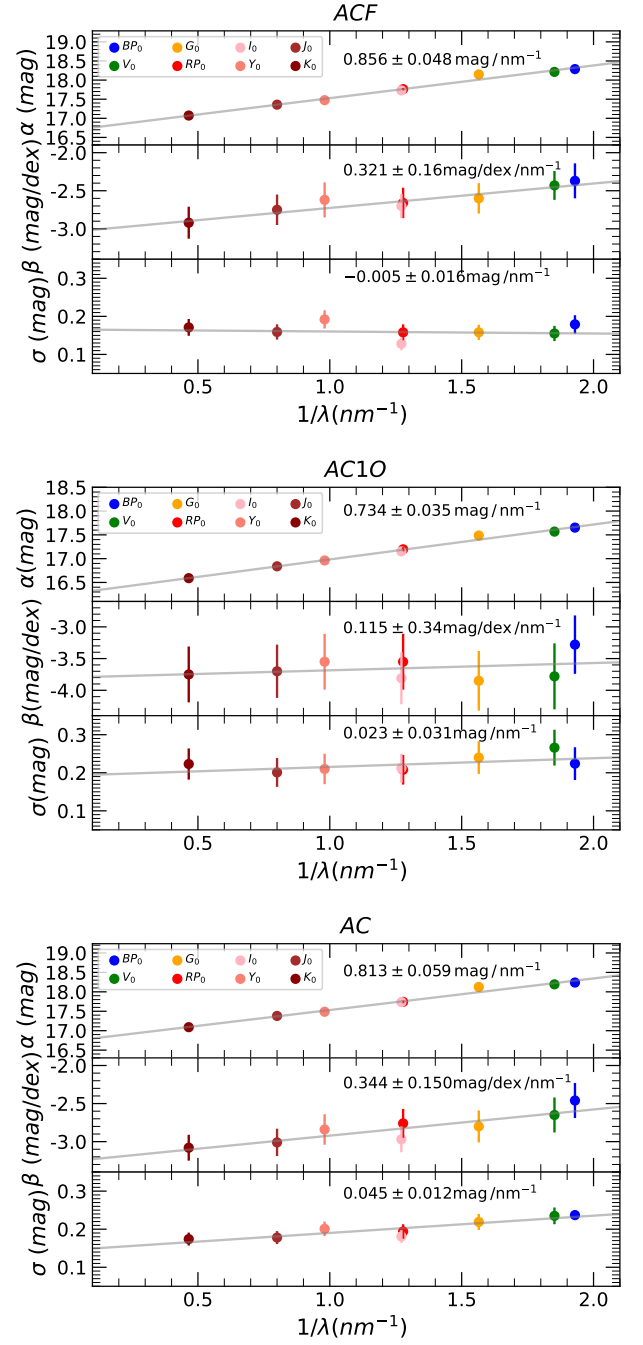 ACF
BP₀ G₀ I₀ J₀
V₀ RP₀ Y₀ K₀
0.856 ± 0.048 mag / nm⁻¹
19.0
18.5
18.0
17.5
17.0
16.5
α (mag)
0.321 ± 0.16mag/dex /nm⁻¹
-2.0
-2.5
-3.0
β (mag/dex)
−0.005 ± 0.016mag /nm⁻¹
0.3
0.2
0.1
σ (mag)
0.5 1.0 1.5 2.0
1/λ(nm⁻¹)
AC1O
BP₀ G₀ I₀ J₀
V₀ RP₀ Y₀ K₀
0.734 ± 0.035 mag / nm⁻¹
18.5
18.0
17.5
17.0
16.5
α(mag)
0.115 ± 0.34mag/dex /nm⁻¹
-3.0
-3.5
-4.0
β(mag/dex)
0.023 ± 0.031mag /nm⁻¹
0.3
0.2
0.1
σ(mag)
0.5 1.0 1.5 2.0
1/λ(nm⁻¹)
AC
BP₀ G₀ I₀ J₀
V₀ RP₀ Y₀ K₀
0.813 ± 0.059 mag / nm⁻¹
19.0
18.5
18.0
17.5
17.0
16.5
α (mag)
0.344 ± 0.150mag/dex /nm⁻¹
-2.0
-2.5
-3.0
β (mag/dex)
0.045 ± 0.012mag /nm⁻¹
0.3
0.2
0.1
σ (mag)
0.5 1.0 1.5 2.0
1/λ(nm⁻¹)